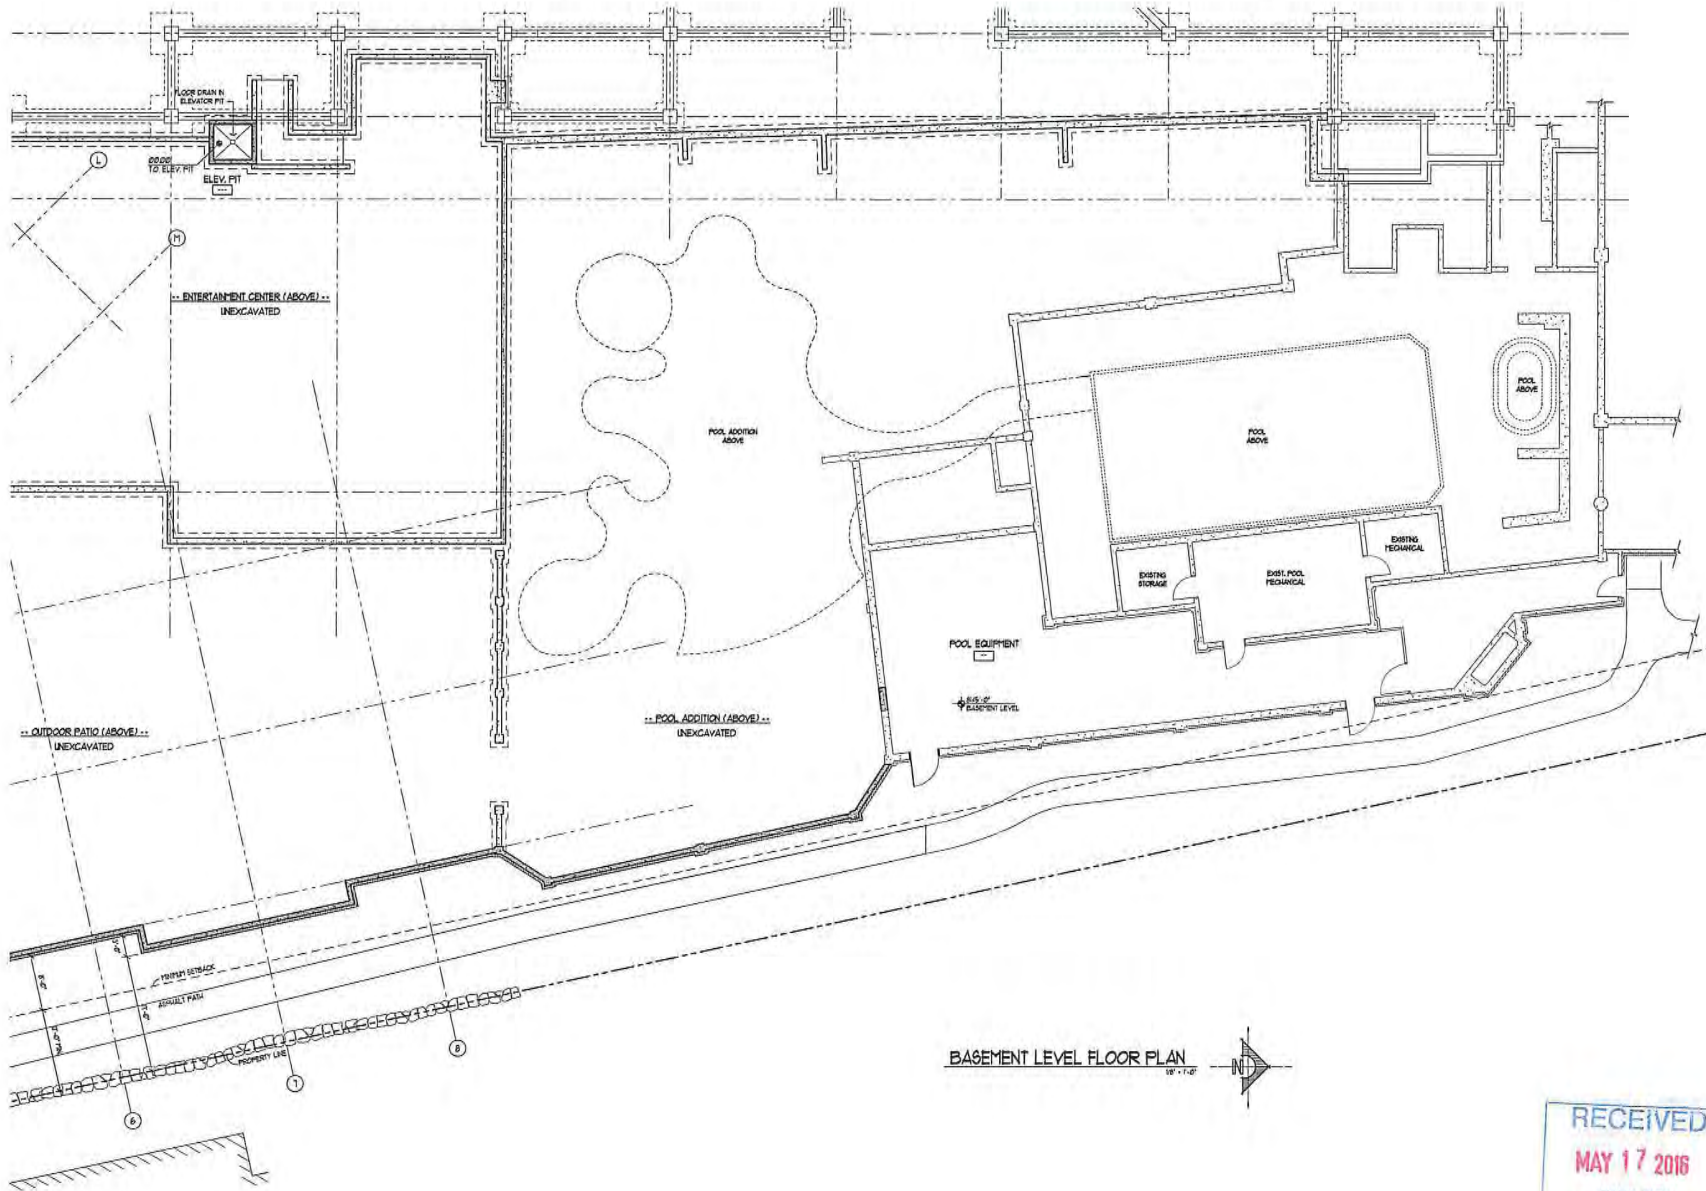 FLOOR DRAIN IN
ELEVATOR PIT
L
T.O. ELEV. PIT
ELEV. PIT
M
-- ENTERTAINMENT CENTER (ABOVE) --
UNEXCAVATED
POOL ADDITION
ABOVE
POOL
ABOVE
POOL
ABOVE
EXISTING
MECHANICAL
EXISTING
STORAGE
EXIST. POOL
MECHANICAL
POOL EQUIPMENT
BASEMENT LEVEL
-- POOL ADDITION (ABOVE) --
UNEXCAVATED
-- OUTDOOR PATIO (ABOVE) --
UNEXCAVATED
MINIMUM SETBACK
ASPHALT PATH
PROPERTY LINE
6
7
8
BASEMENT LEVEL FLOOR PLAN
N
RECEIVED
MAY 17 2016